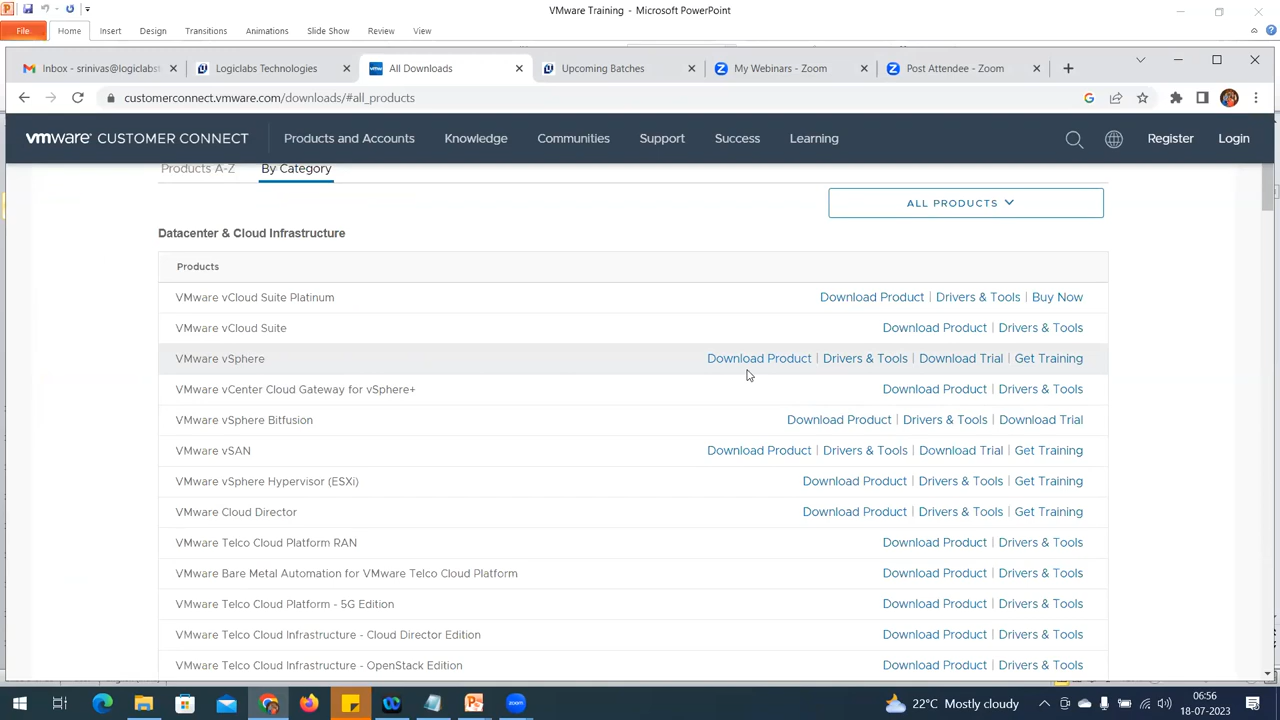 VMware Training - Microsoft PowerPoint
File Home Insert Design Transitions Animations Slide Show Review View
Inbox - srinivas@logiclabst Logiclabs Technologies All Downloads Upcoming Batches My Webinars - Zoom Post Attendee - Zoom
customerconnect.vmware.com/downloads/#all_products
vmware CUSTOMER CONNECT Products and Accounts Knowledge Communities Support Success Learning Register Login
Products A-Z By Category
ALL PRODUCTS
Datacenter & Cloud Infrastructure
Products
VMware vCloud Suite Platinum Download Product | Drivers & Tools | Buy Now
VMware vCloud Suite Download Product | Drivers & Tools
VMware vSphere Download Product | Drivers & Tools | Download Trial | Get Training
VMware vCenter Cloud Gateway for vSphere+ Download Product | Drivers & Tools
VMware vSphere Bitfusion Download Product | Drivers & Tools | Download Trial
VMware vSAN Download Product | Drivers & Tools | Download Trial | Get Training
VMware vSphere Hypervisor (ESXi) Download Product | Drivers & Tools | Get Training
VMware Cloud Director Download Product | Drivers & Tools | Get Training
VMware Telco Cloud Platform RAN Download Product | Drivers & Tools
VMware Bare Metal Automation for VMware Telco Cloud Platform Download Product | Drivers & Tools
VMware Telco Cloud Platform - 5G Edition Download Product | Drivers & Tools
VMware Telco Cloud Infrastructure - Cloud Director Edition Download Product | Drivers & Tools
VMware Telco Cloud Infrastructure - OpenStack Edition Download Product | Drivers & Tools
22°C Mostly cloudy
06:56
18-07-2023